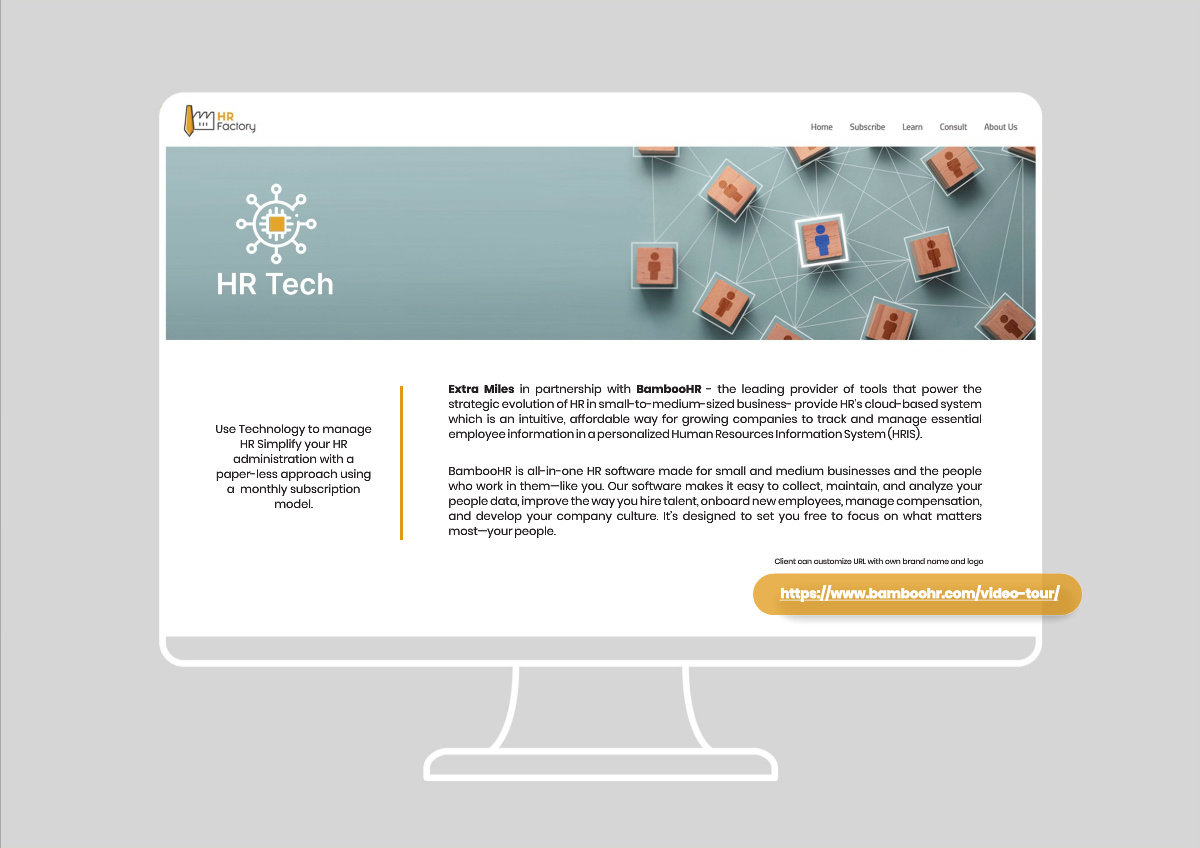 HR
Factory
Home Subscribe Learn Consult About Us
HR Tech
Use Technology to manage
HR Simplify your HR
administration with a
paper-less approach using
a monthly subscription
model.
Extra Miles in partnership with BambooHR - the leading provider of tools that power the
strategic evolution of HR in small-to-medium-sized business- provide HR's cloud-based system
which is an intuitive, affordable way for growing companies to track and manage essential
employee information in a personalized Human Resources Information System (HRIS).
BambooHR is all-in-one HR software made for small and medium businesses and the people
who work in them—like you. Our software makes it easy to collect, maintain, and analyze your
people data, improve the way you hire talent, onboard new employees, manage compensation,
and develop your company culture. It's designed to set you free to focus on what matters
most—your people.
Client can customize URL with own brand name and logo
https://www.bamboohr.com/video-tour/